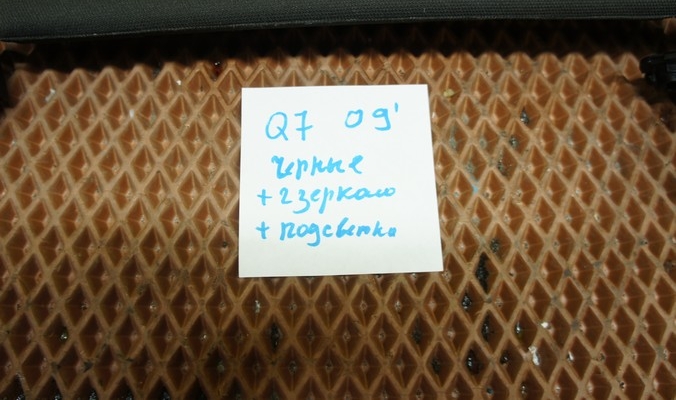 Q7 09'
черные
+ 2 зеркало
+ подсветка